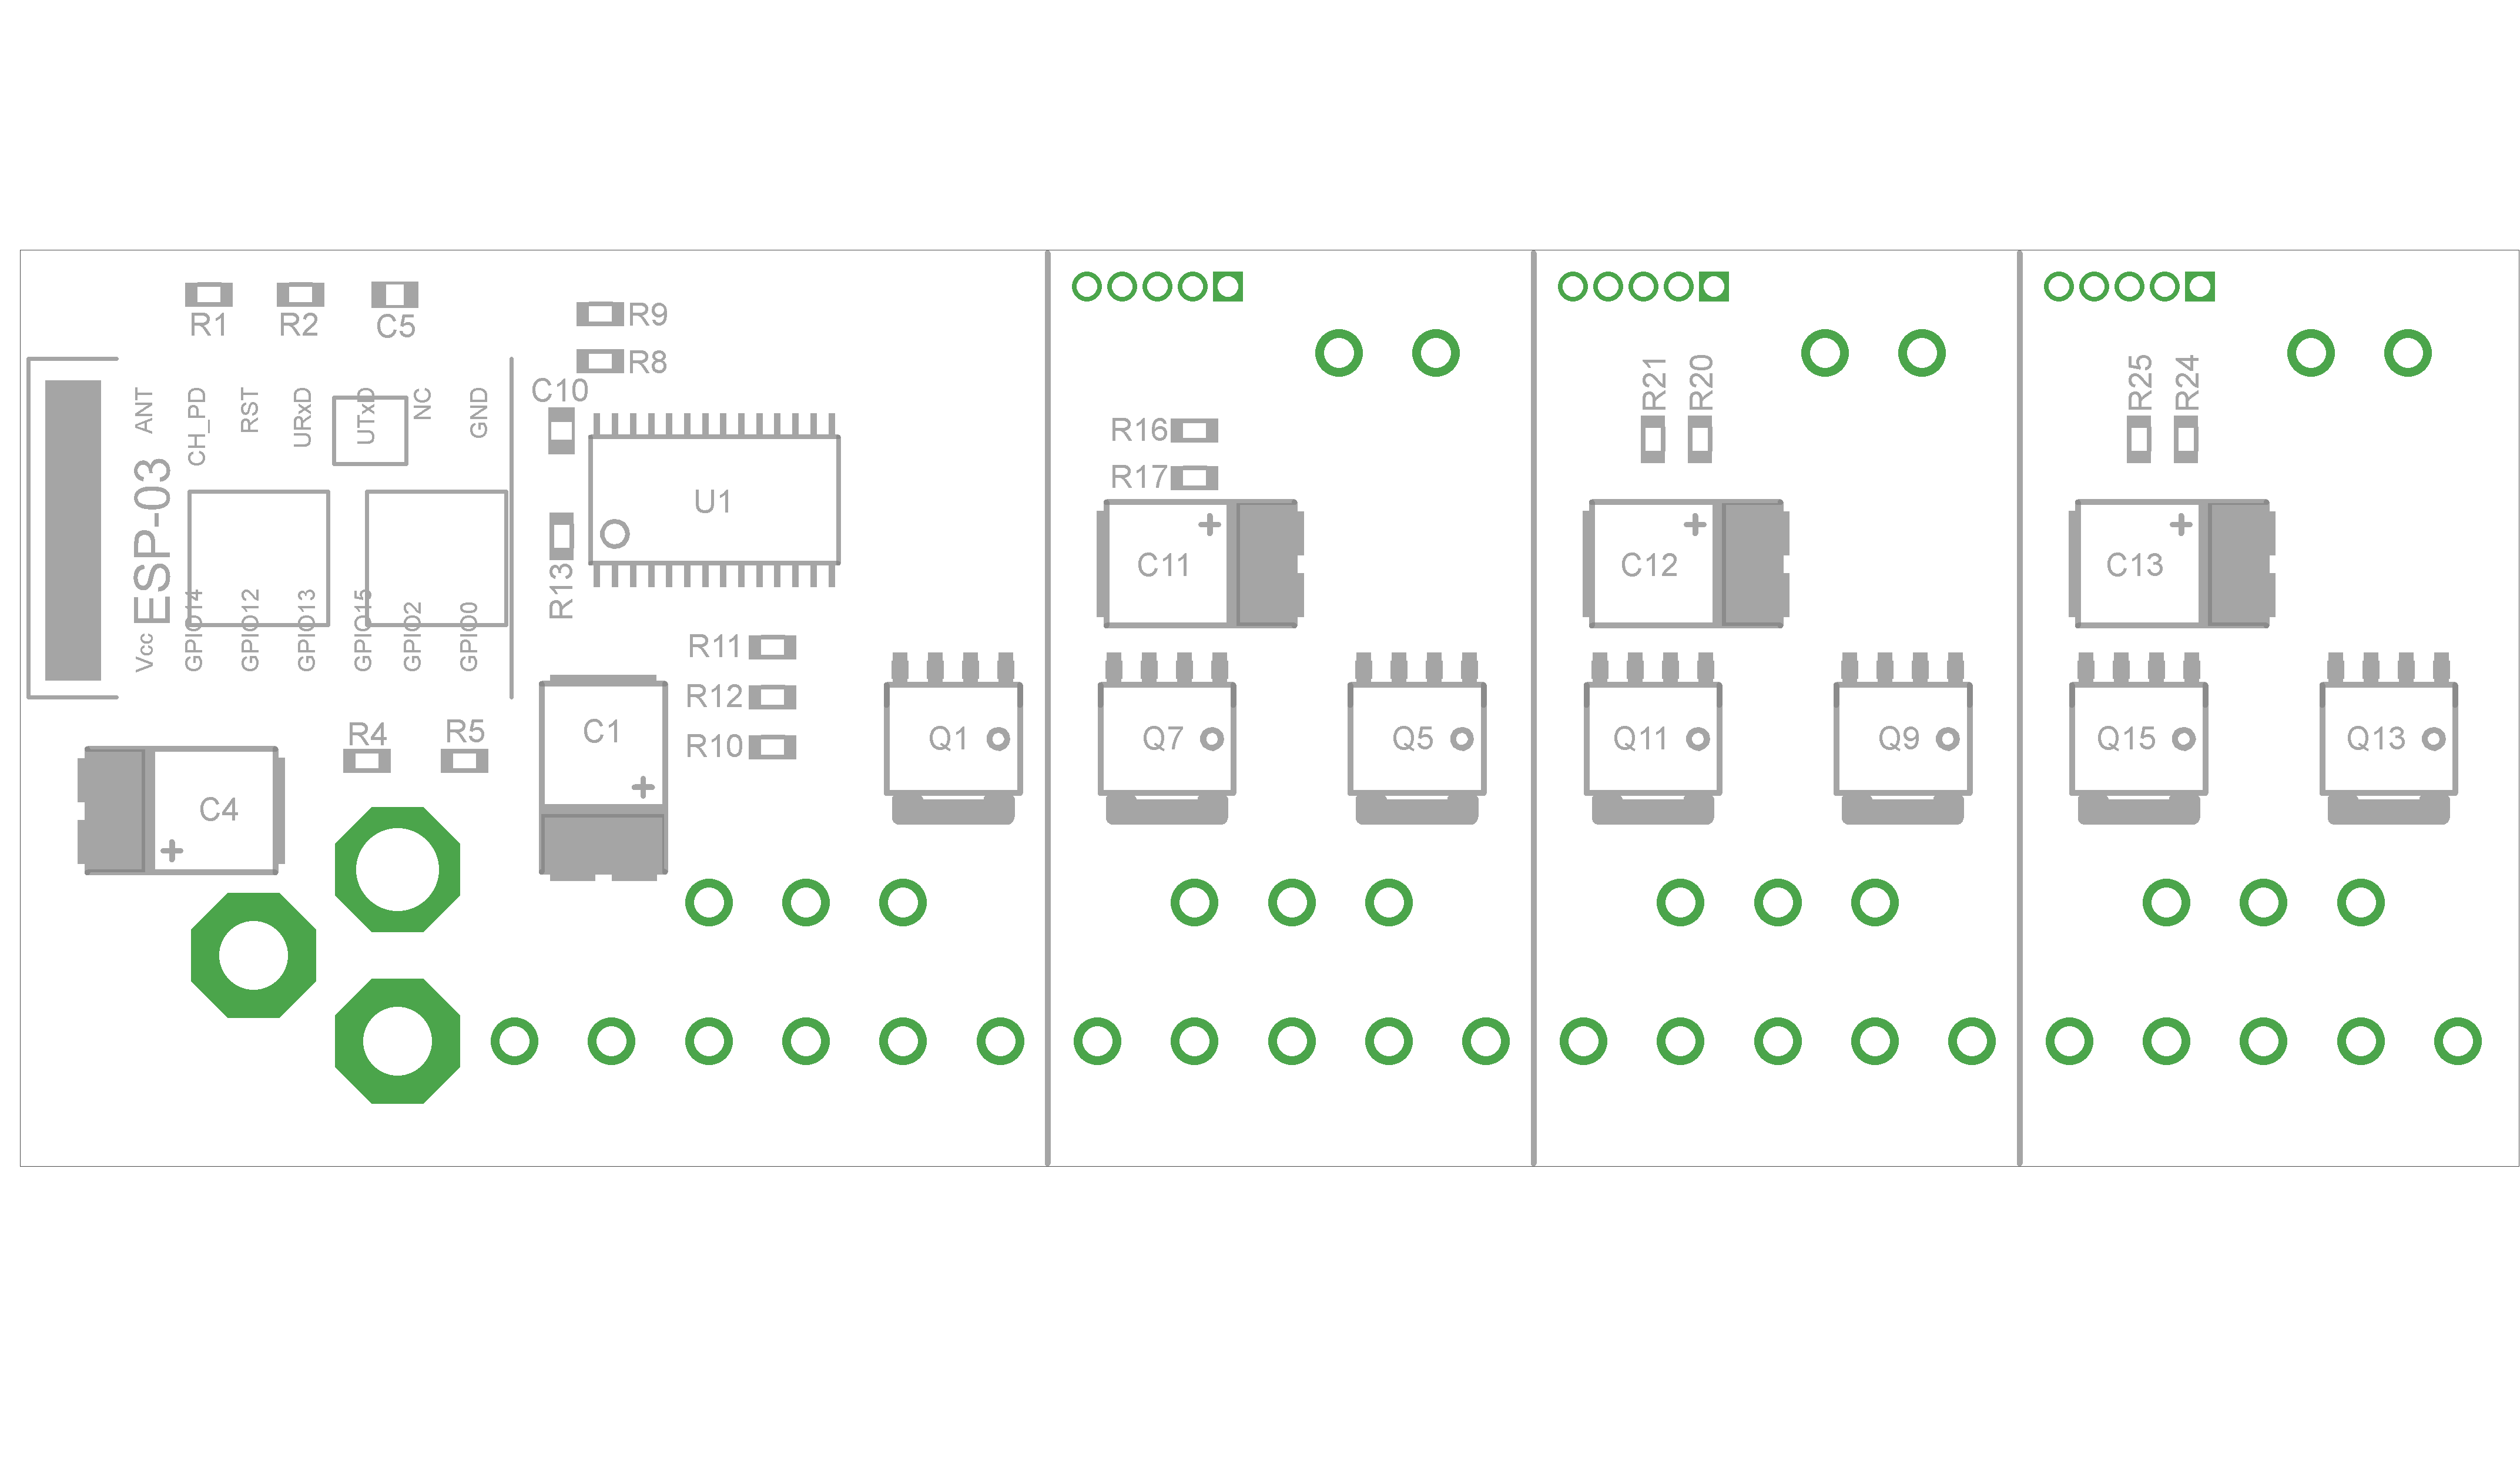 R1
R2
C5
R9
R8
C10
ANT
CH_PD
RST
URxD
UTxD
NC
GND
ESP-03
Vcc
GPIO14
GPIO12
GPIO13
GPIO15
GPIO2
GPIO0
U1
R13
R11
R12
R10
C1
+
R4
R5
C4
+
Q1
R16
R17
+
C11
Q7
Q5
R21
R20
+
C12
Q11
Q9
R25
R24
+
C13
Q15
Q13